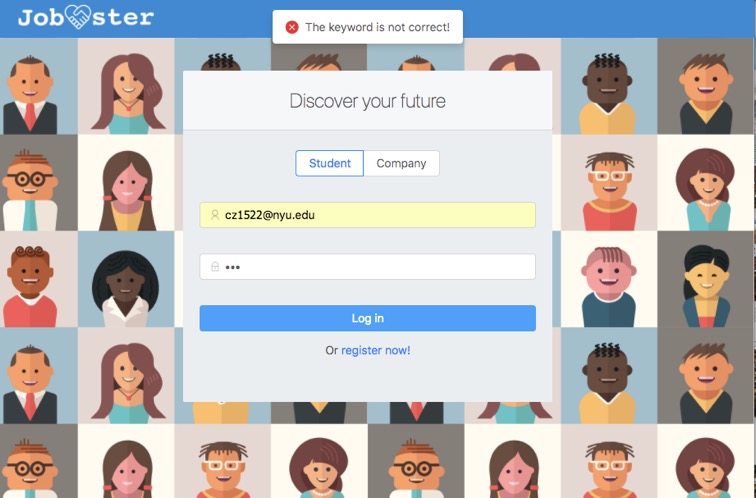 Jobster
The keyword is not correct!
Discover your future
Student Company
cz1522@nyu.edu
•••
Log in
Or register now!